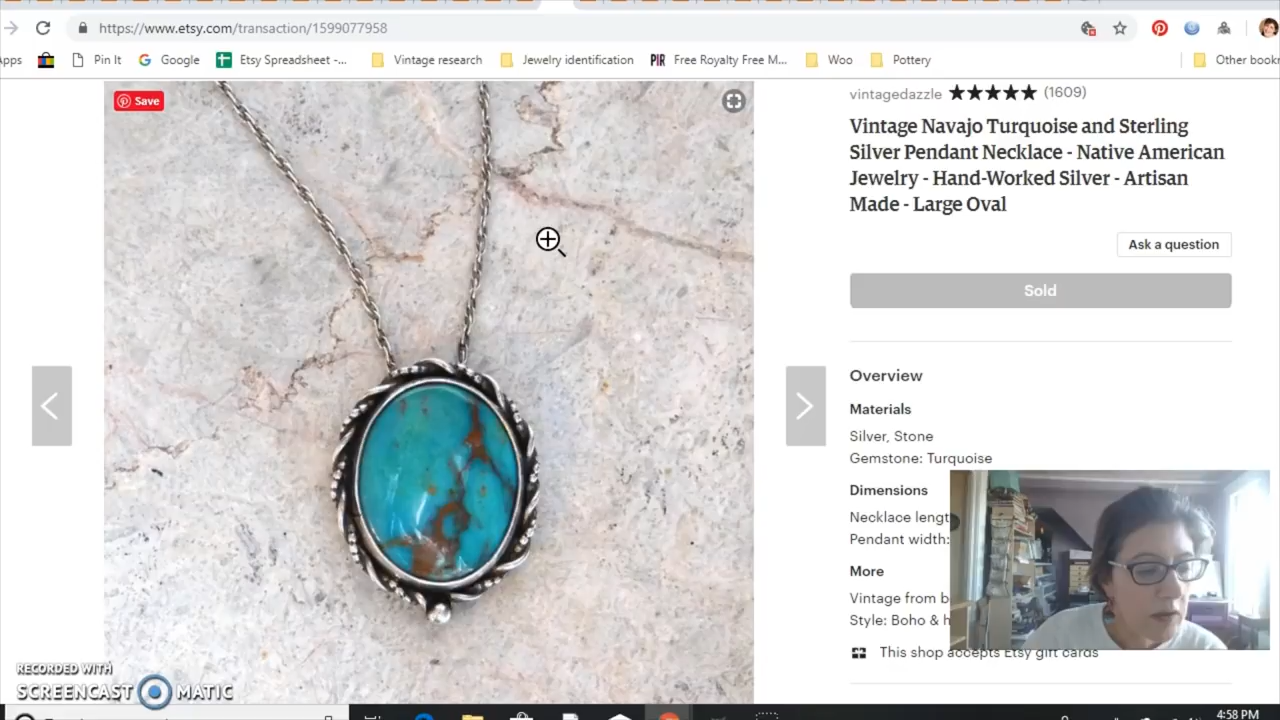 https://www.etsy.com/transaction/1599077958
Apps Pin It Google Etsy Spreadsheet -... Vintage research Jewelry identification PIR Free Royalty Free M... Woo Pottery Other book
Save
vintagedazzle ★★★★★ (1609)
Vintage Navajo Turquoise and Sterling
Silver Pendant Necklace - Native American
Jewelry - Hand-Worked Silver - Artisan
Made - Large Oval
Ask a question
Sold
Overview
Materials
Silver, Stone
Gemstone: Turquoise
Dimensions
Necklace lengt
Pendant width:
More
Vintage from b
Style: Boho & h
This shop accepts Etsy gift cards
RECORDED WITH
SCREENCAST MATIC
4:58 PM